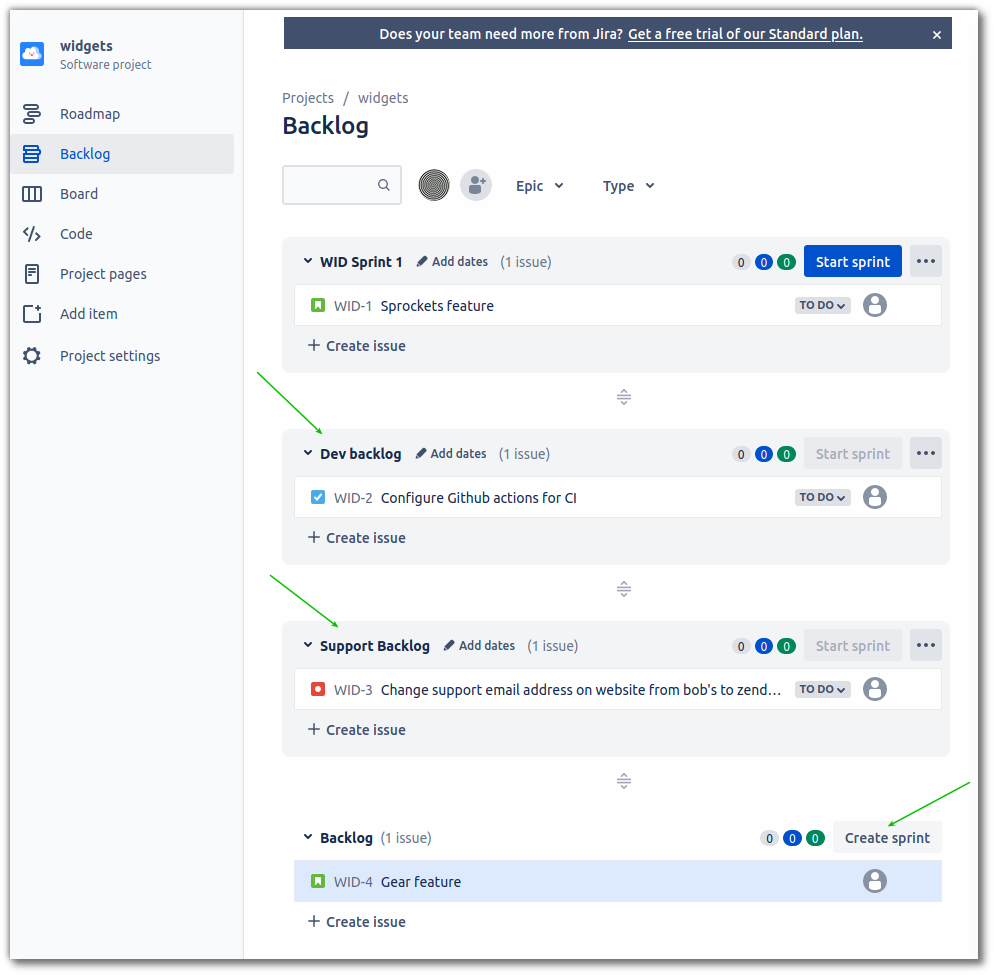 Does your team need more from Jira? Get a free trial of our Standard plan.
widgets
Software project
Roadmap
Backlog
Board
Code
Project pages
Add item
Project settings
Projects / widgets
Backlog
Epic Type
WID Sprint 1 Add dates (1 issue) 0 0 0 Start sprint
WID-1 Sprockets feature TO DO
+ Create issue
Dev backlog Add dates (1 issue) 0 0 0 Start sprint
WID-2 Configure Github actions for CI TO DO
+ Create issue
Support Backlog Add dates (1 issue) 0 0 0 Start sprint
WID-3 Change support email address on website from bob's to zend... TO DO
+ Create issue
Backlog (1 issue) 0 0 0 Create sprint
WID-4 Gear feature
+ Create issue